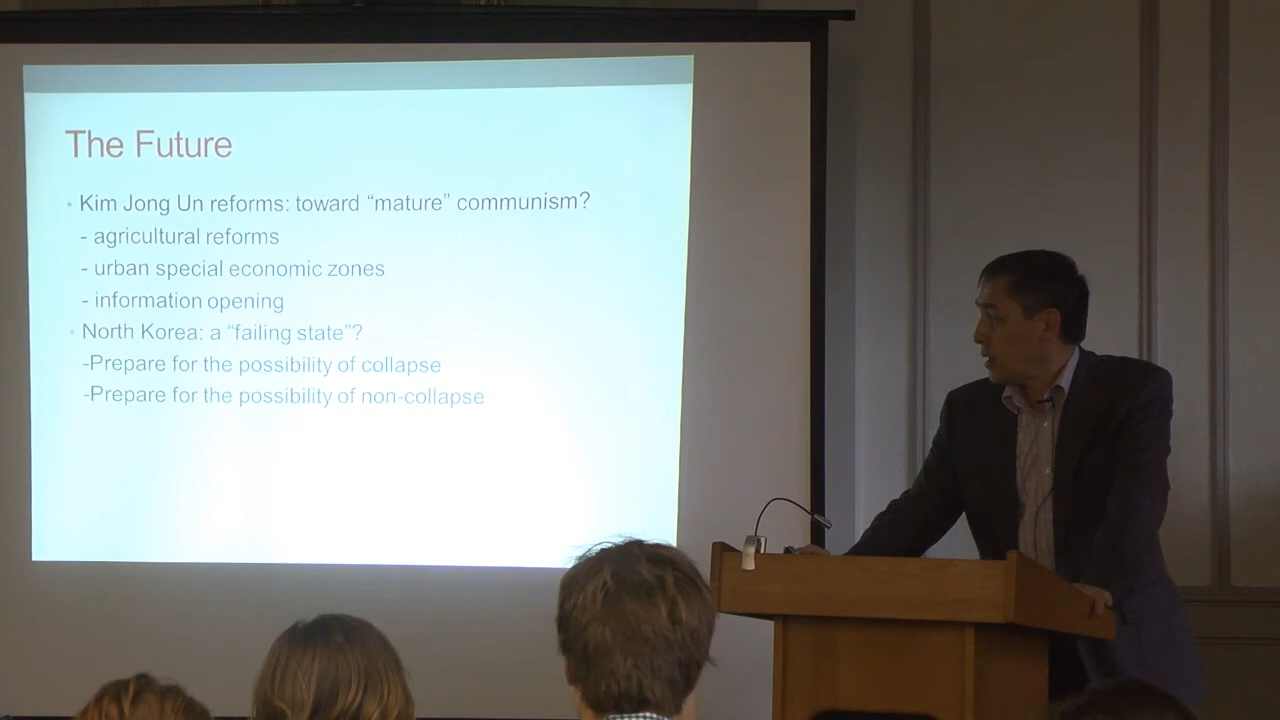 The Future
• Kim Jong Un reforms: toward “mature” communism?
- agricultural reforms
- urban special economic zones
- information opening
• North Korea: a “failing state”?
-Prepare for the possibility of collapse
-Prepare for the possibility of non-collapse